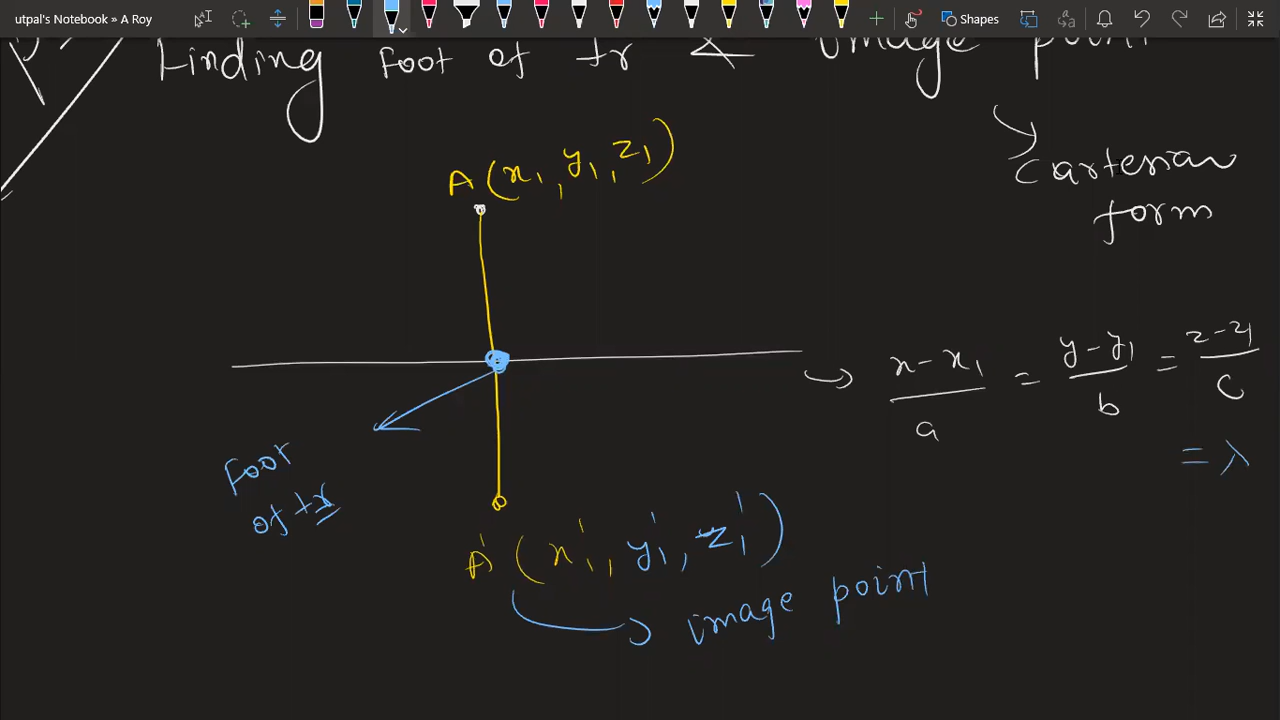 utpal's Notebook » A Roy
Shapes
Finding Foot of ⊥r & image point
Cartesian
form
A (x₁, y₁, z₁)
x - x₁ / a = y - y₁ / b = z - z₁ / c
= λ
Foot
of ⊥r
A' (x₁', y₁', z₁')
image point